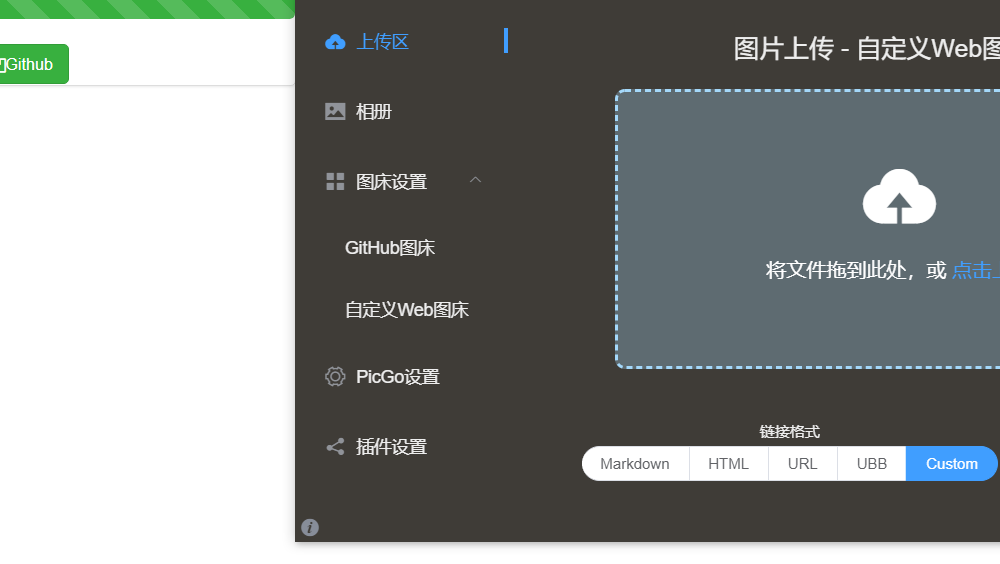 Github
上传区
相册
图床设置
GitHub图床
自定义Web图床
PicGo设置
插件设置
图片上传 - 自定义Web图
将文件拖到此处，或 点击上
链接格式
Markdown
HTML
URL
UBB
Custom